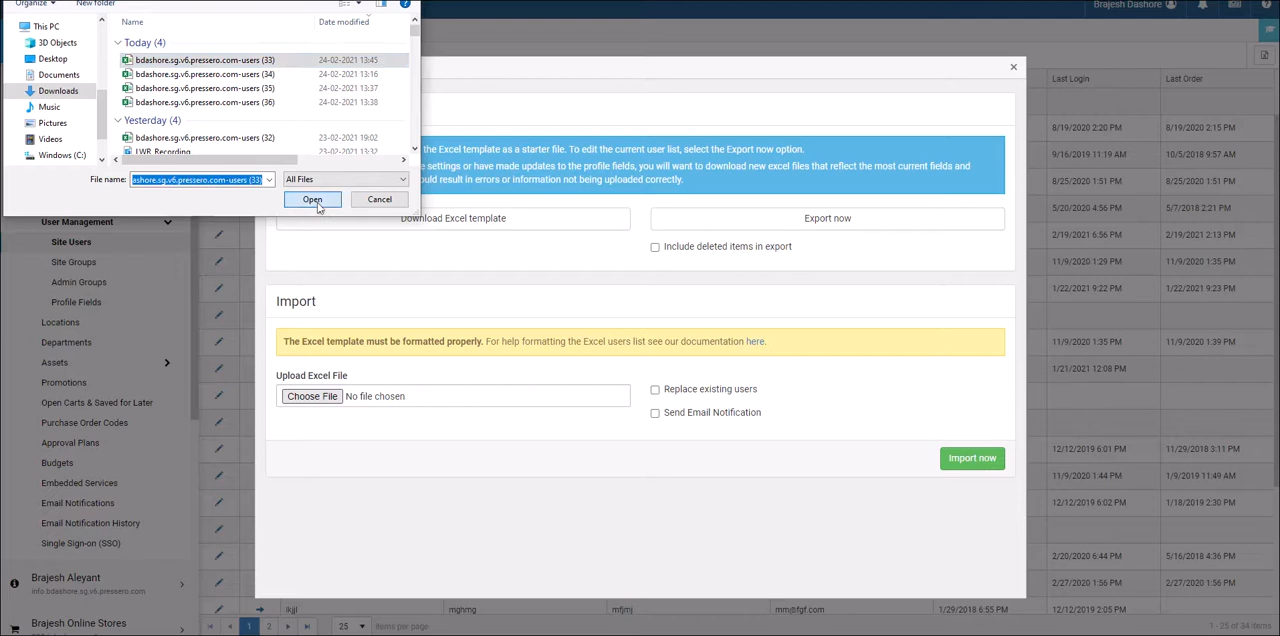 Organize
New folder
Brajesh Dashore
This PC
3D Objects
Desktop
Documents
Downloads
Music
Pictures
Videos
Windows (C:)
Name
Date modified
Today (4)
bdashore.sg.v6.pressero.com-users (33) 24-02-2021 13:45
bdashore.sg.v6.pressero.com-users (34) 24-02-2021 13:16
bdashore.sg.v6.pressero.com-users (35) 24-02-2021 13:37
bdashore.sg.v6.pressero.com-users (36) 24-02-2021 13:38
Yesterday (4)
bdashore.sg.v6.pressero.com-users (32) 23-02-2021 19:02
LWR_Recording 23-02-2021 13:32
File name: ashore.sg.v6.pressero.com-users (33)
All Files
Open
Cancel
the Excel template as a starter file. To edit the current user list, select the Export now option.
e settings or have made updates to the profile fields, you will want to download new excel files that reflect the most current fields and
ould result in errors or information not being uploaded correctly.
Download Excel template
Export now
Include deleted items in export
Import
The Excel template must be formatted properly. For help formatting the Excel users list see our documentation here.
Upload Excel File
Choose File No file chosen
Replace existing users
Send Email Notification
Import now
User Management
Site Users
Site Groups
Admin Groups
Profile Fields
Locations
Departments
Assets
Promotions
Open Carts & Saved for Later
Purchase Order Codes
Approval Plans
Budgets
Embedded Services
Email Notifications
Email Notification History
Single Sign-on (SSO)
Brajesh Aleyant
info.bdashore.sg.v6.pressero.com
Brajesh Online Stores
Last Login Last Order
8/19/2020 2:20 PM 8/19/2020 2:15 PM
9/16/2019 11:19 AM 10/5/2018 9:57 AM
8/25/2020 1:51 PM 8/25/2020 1:51 PM
5/20/2020 4:56 PM 5/7/2018 2:21 PM
2/19/2021 6:56 PM 2/19/2021 2:13 PM
11/9/2020 1:29 PM 11/9/2020 1:35 PM
1/22/2021 9:22 PM 1/22/2021 9:23 PM
11/9/2020 1:35 PM 11/9/2020 1:39 PM
1/21/2021 12:08 PM
12/12/2019 6:01 PM 11/29/2018 3:11 PM
11/9/2020 1:44 PM 1/9/2019 11:49 AM
12/12/2019 6:02 PM 1/18/2019 2:30 PM
2/20/2020 6:44 PM 5/16/2018 4:36 PM
2/27/2020 1:56 PM 2/27/2020 1:56 PM
ikjjl mghmg mfjmj mm@fgf.com 1/29/2018 6:55 PM 12/12/2019 2:05 PM
1 2 25 items per page
1 - 25 of 34 items